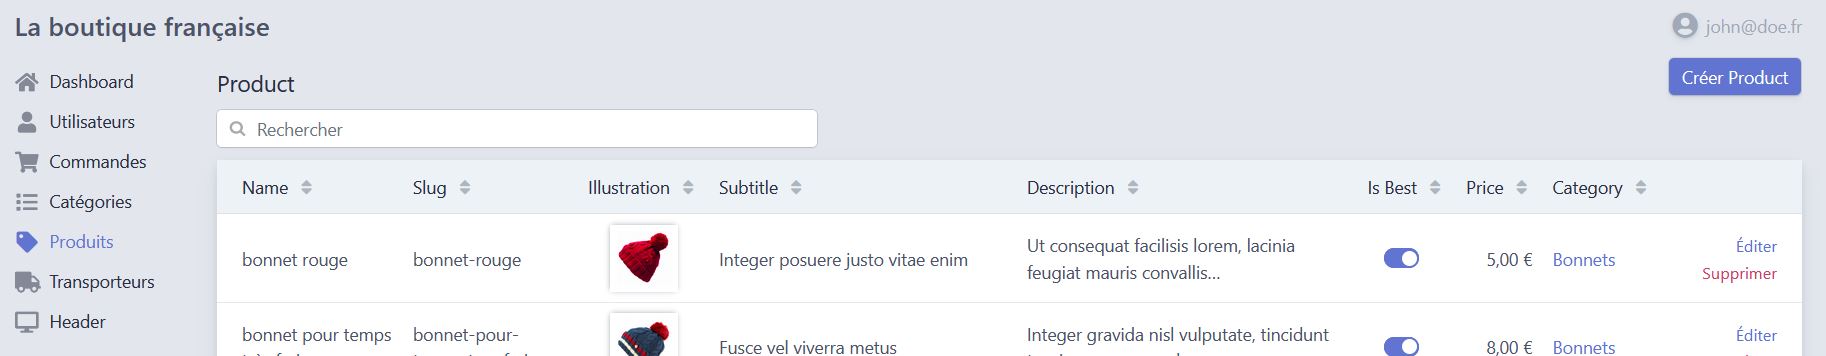 La boutique française
john@doe.fr
Dashboard
Utilisateurs
Commandes
Catégories
Produits
Transporteurs
Header
Product
Créer Product
Rechercher
Name Slug Illustration Subtitle Description Is Best Price Category
bonnet rouge bonnet-rouge Integer posuere justo vitae enim Ut consequat facilisis lorem, lacinia
feugiat mauris convallis... 5,00 € Bonnets Éditer
Supprimer
bonnet pour temps bonnet-pour- Fusce vel viverra metus Integer gravida nisl vulputate, tincidunt 8,00 € Bonnets Éditer